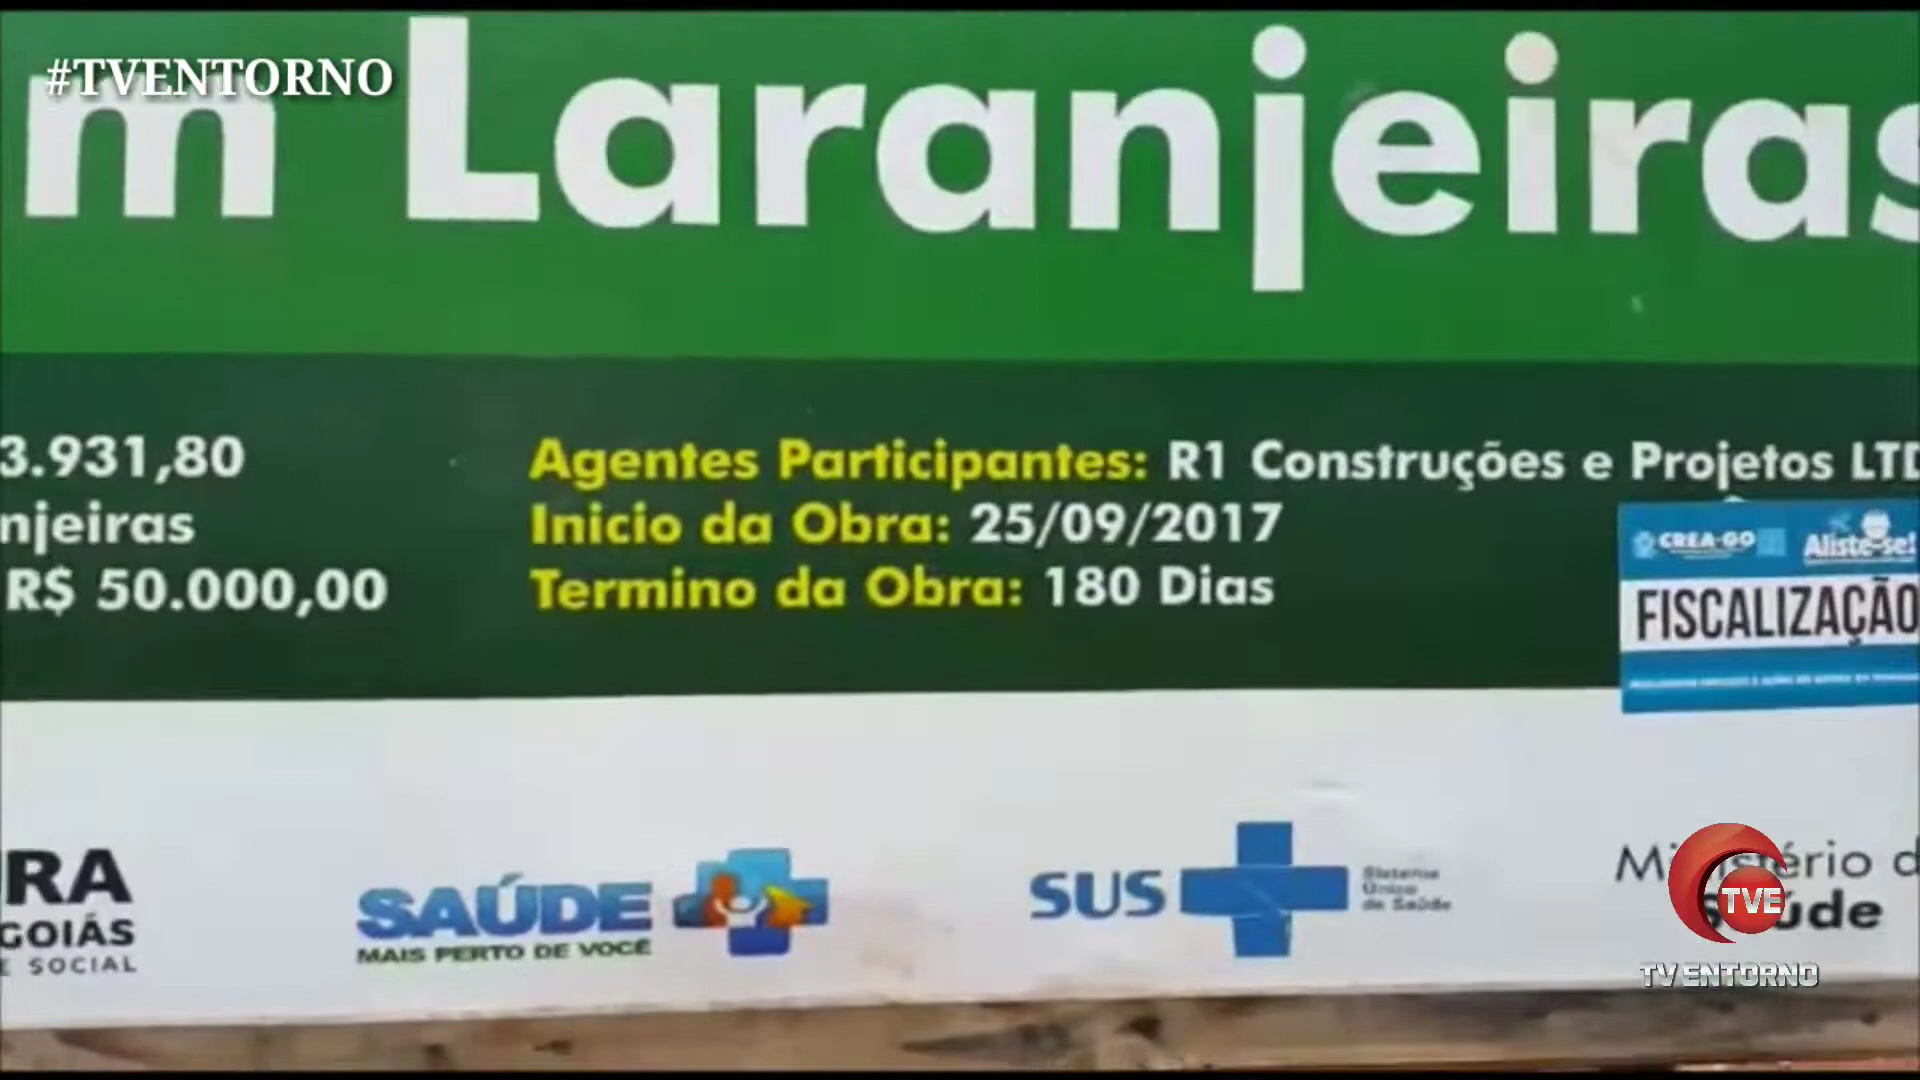 #TVENTORNO
m Laranjeiras
3.931,80
njeiras
R$ 50.000,00
Agentes Participantes: R1 Construções e Projetos LTD
Inicio da Obra: 25/09/2017
Termino da Obra: 180 Dias
CREA-GO
Aliste-se!
FISCALIZAÇÃO
RA
GOIÁS
E SOCIAL
SAÚDE
MAIS PERTO DE VOCÊ
SUS
Sistema
Único
de Saúde
Ministério d
Saúde
TVE
TV ENTORNO